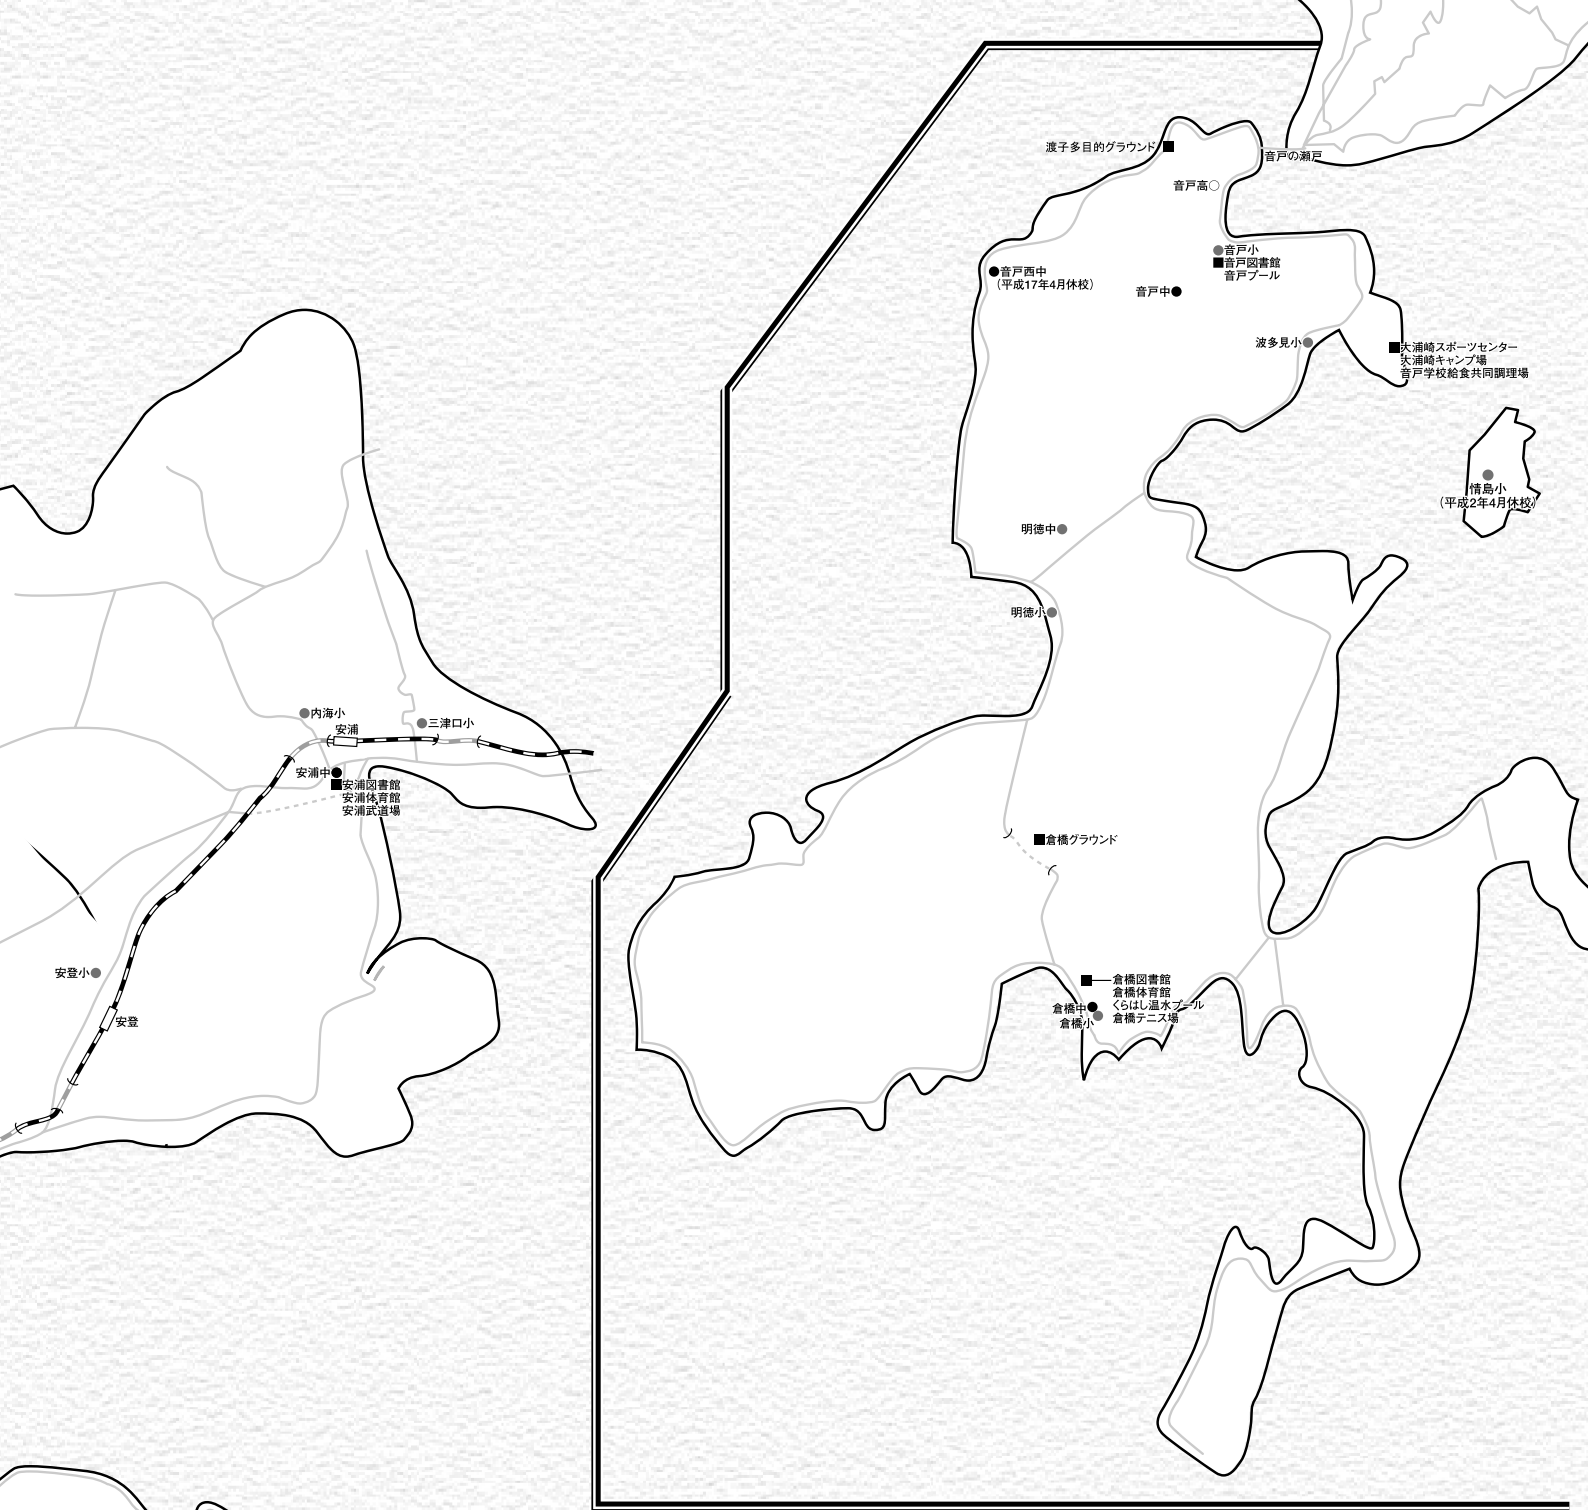 渡子多目的グラウンド
音戸の瀬戸
音戸高
音戸小
音戸図書館
音戸プール
音戸西中
(平成17年4月休校)
音戸中
波多見小
大浦崎スポーツセンター
大浦崎キャンプ場
音戸学校給食共同調理場
情島小
(平成2年4月休校)
明徳中
明徳小
内海小
三津口小
安浦
安浦中
安浦図書館
安浦体育館
安浦武道場
倉橋グラウンド
安登小
安登
倉橋図書館
倉橋体育館
くらはし温水プール
倉橋テニス場
倉橋中
倉橋小